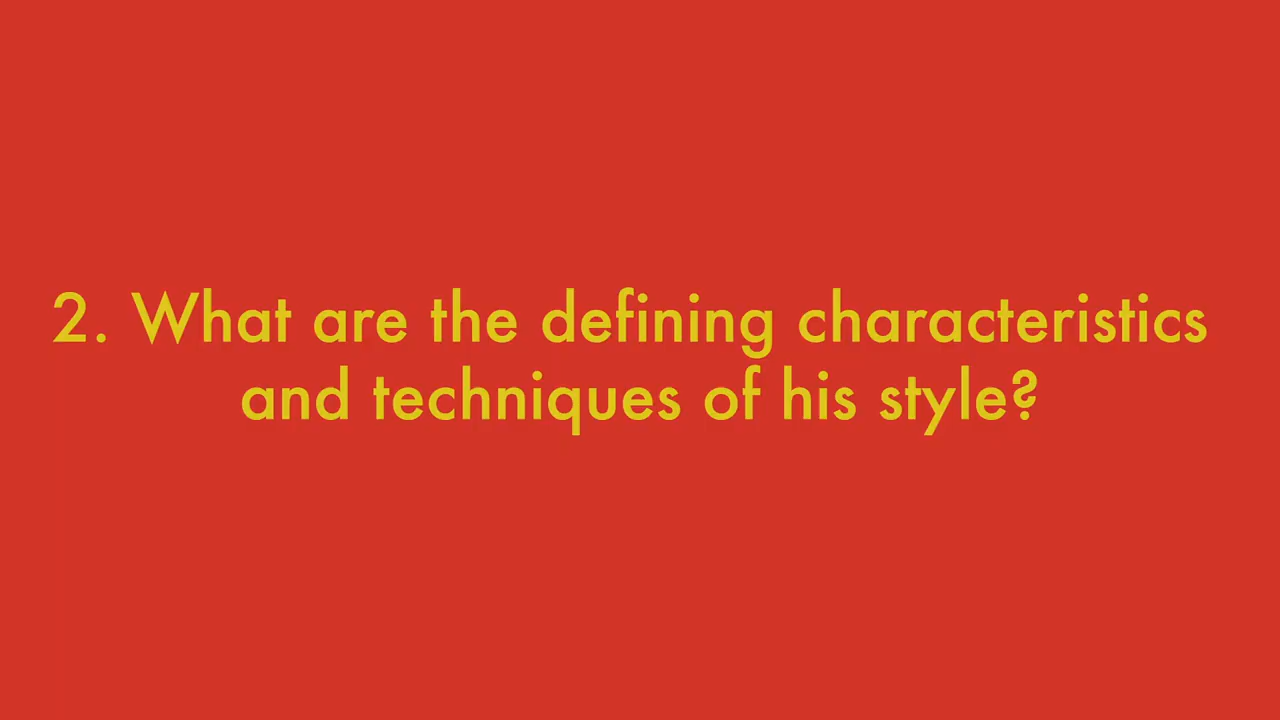 2. What are the defining characteristics
and techniques of his style?